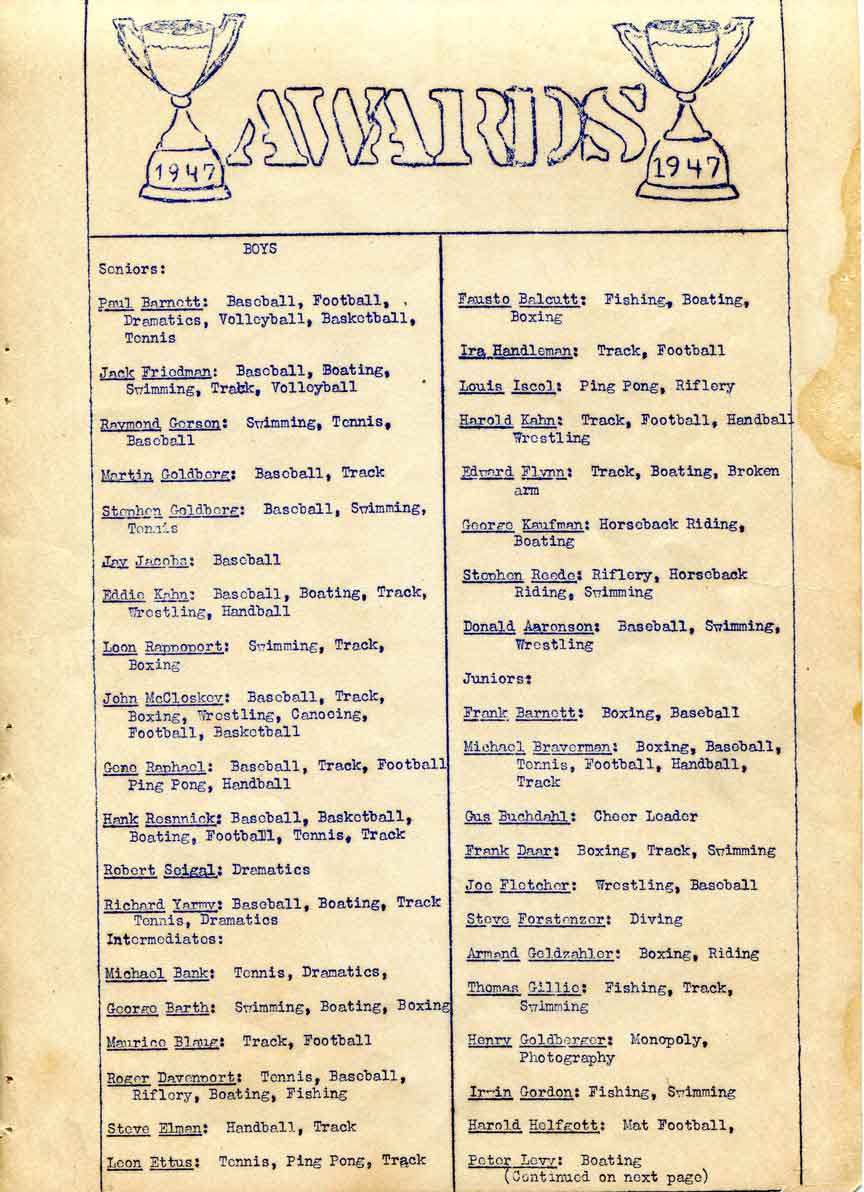 AWARDS
1947
1947
BOYS
Seniors:
Paul Barnett: Baseball, Football,
Dramatics, Volleyball, Basketball,
Tennis
Jack Friedman: Baseball, Boating,
Swimming, Track, Volleyball
Raymond Gerson: Swimming, Tennis,
Baseball
Martin Goldberg: Baseball, Track
Stephen Goldberg: Baseball, Swimming,
Tennis
Jay Jacobs: Baseball
Eddie Kahn: Baseball, Boating, Track,
Wrestling, Handball
Leon Rappoport: Swimming, Track,
Boxing
John McCloskey: Baseball, Track,
Boxing, Wrestling, Canoeing,
Football, Basketball
Gene Raphael: Baseball, Track, Football
Ping Pong, Handball
Hank Resnnick: Baseball, Basketball,
Boating, Football, Tennis, Track
Robert Seigal: Dramatics
Richard Yarmy: Baseball, Boating, Track
Tennis, Dramatics
Intermediates:
Michael Bank: Tennis, Dramatics,
George Barth: Swimming, Boating, Boxing
Maurice Blaug: Track, Football
Roger Davenport: Tennis, Baseball,
Riflery, Boating, Fishing
Steve Elman: Handball, Track
Leon Ettus: Tennis, Ping Pong, Track
Fausto Balcutt: Fishing, Boating,
Boxing
Ira Handleman: Track, Football
Louis Iscol: Ping Pong, Riflery
Harold Kahn: Track, Football, Handball
Wrestling
Edward Flynn: Track, Boating, Broken
arm
George Kaufman: Horseback Riding,
Boating
Stephen Reede: Riflery, Horseback
Riding, Swimming
Donald Aaronson: Baseball, Swimming,
Wrestling
Juniors:
Frank Barnett: Boxing, Baseball
Michael Braverman: Boxing, Baseball,
Tennis, Football, Handball,
Track
Gus Buchdahl: Cheer Leader
Frank Daar: Boxing, Track, Swimming
Joe Fletcher: Wrestling, Baseball
Steve Forstenzer: Diving
Armand Goldzahler: Boxing, Riding
Thomas Gillie: Fishing, Track,
Swimming
Henry Goldberger: Monopoly,
Photography
Irwin Gordon: Fishing, Swimming
Harold Helfgott: Mat Football,
Peter Levy: Boating
(Continued on next page)